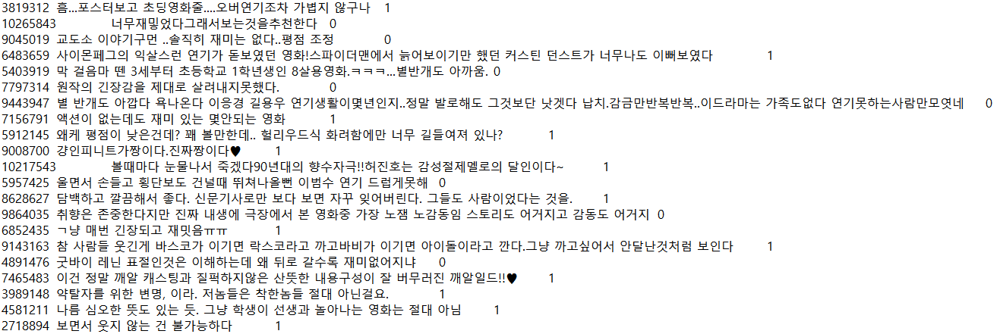 3819312 흠...포스터보고 초딩영화줄....오버연기조차 가볍지 않구나 1
10265843 너무재밓었다그래서보는것을추천한다 0
9045019 교도소 이야기구먼 ..솔직히 재미는 없다..평점 조정 0
6483659 사이몬페그의 익살스런 연기가 돋보였던 영화!스파이더맨에서 늙어보이기만 했던 커스틴 던스트가 너무나도 이뻐보였다 1
5403919 막 걸음마 뗀 3세부터 초등학교 1학년생인 8살용영화.ㅋㅋㅋ...별반개도 아까움. 0
7797314 원작의 긴장감을 제대로 살려내지못했다. 0
9443947 별 반개도 아깝다 욕나온다 이응경 길용우 연기생활이몇년인지..정말 발로해도 그것보단 낫겟다 납치.감금만반복반복..이드라마는 가족도없다 연기못하는사람만모엿네 0
7156791 액션이 없는데도 재미 있는 몇안되는 영화 1
5912145 왜케 평점이 낮은건데? 꽤 볼만한데.. 헐리우드식 화려함에만 너무 길들여져 있나? 1
9008700 걍인피니트가짱이다.진짜짱이다♥ 1
10217543 볼때마다 눈물나서 죽겠다90년대의 향수자극!!허진호는 감성절제멜로의 달인이다~ 1
5957425 울면서 손들고 횡단보도 건널때 뛰쳐나올뻔 이범수 연기 드럽게못해 0
8628627 담백하고 깔끔해서 좋다. 신문기사로만 보다 보면 자꾸 잊어버린다. 그들도 사람이었다는 것을. 1
9864035 취향은 존중한다지만 진짜 내생에 극장에서 본 영화중 가장 노잼 노감동임 스토리도 어거지고 감동도 어거지 0
6852435 ㄱ냥 매번 긴장되고 재밋음ㅠㅠ 1
9143163 참 사람들 웃긴게 바스코가 이기면 락스코라고 까고바비가 이기면 아이돌이라고 깐다.그냥 까고싶어서 안달난것처럼 보인다 1
4891476 굿바이 레닌 표절인것은 이해하는데 왜 뒤로 갈수록 재미없어지냐 0
7465483 이건 정말 깨알 캐스팅과 질퍽하지않은 산뜻한 내용구성이 잘 버무러진 깨알일드!!♥ 1
3989148 약탈자를 위한 변명, 이라. 저놈들은 착한놈들 절대 아닌걸요. 1
4581211 나름 심오한 뜻도 있는 듯. 그냥 학생이 선생과 놀아나는 영화는 절대 아님 1
2718894 보면서 웃지 않는 건 불가능하다 1